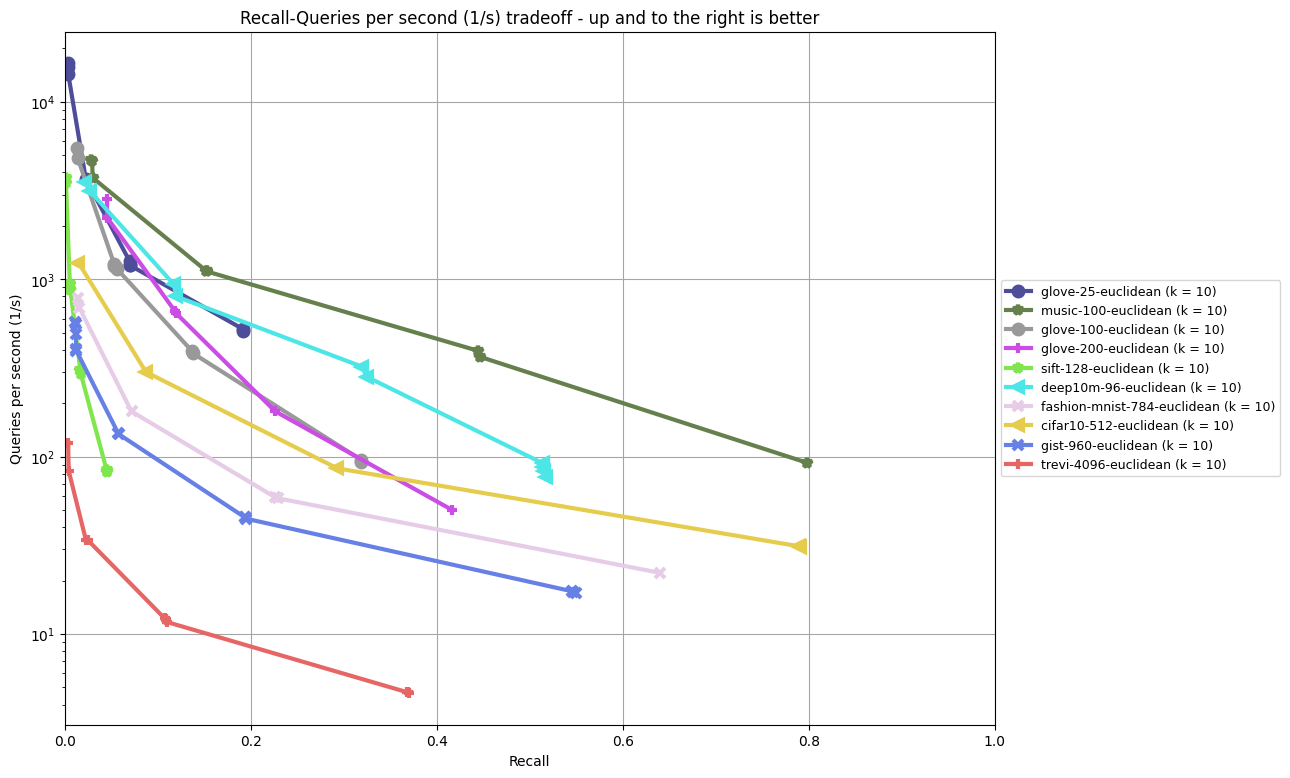 Recall-Queries per second (1/s) tradeoff - up and to the right is better
Queries per second (1/s)
10⁴
10³
10²
10¹
0.0 0.2 0.4 0.6 0.8 1.0
Recall
glove-25-euclidean (k = 10)
music-100-euclidean (k = 10)
glove-100-euclidean (k = 10)
glove-200-euclidean (k = 10)
sift-128-euclidean (k = 10)
deep10m-96-euclidean (k = 10)
fashion-mnist-784-euclidean (k = 10)
cifar10-512-euclidean (k = 10)
gist-960-euclidean (k = 10)
trevi-4096-euclidean (k = 10)